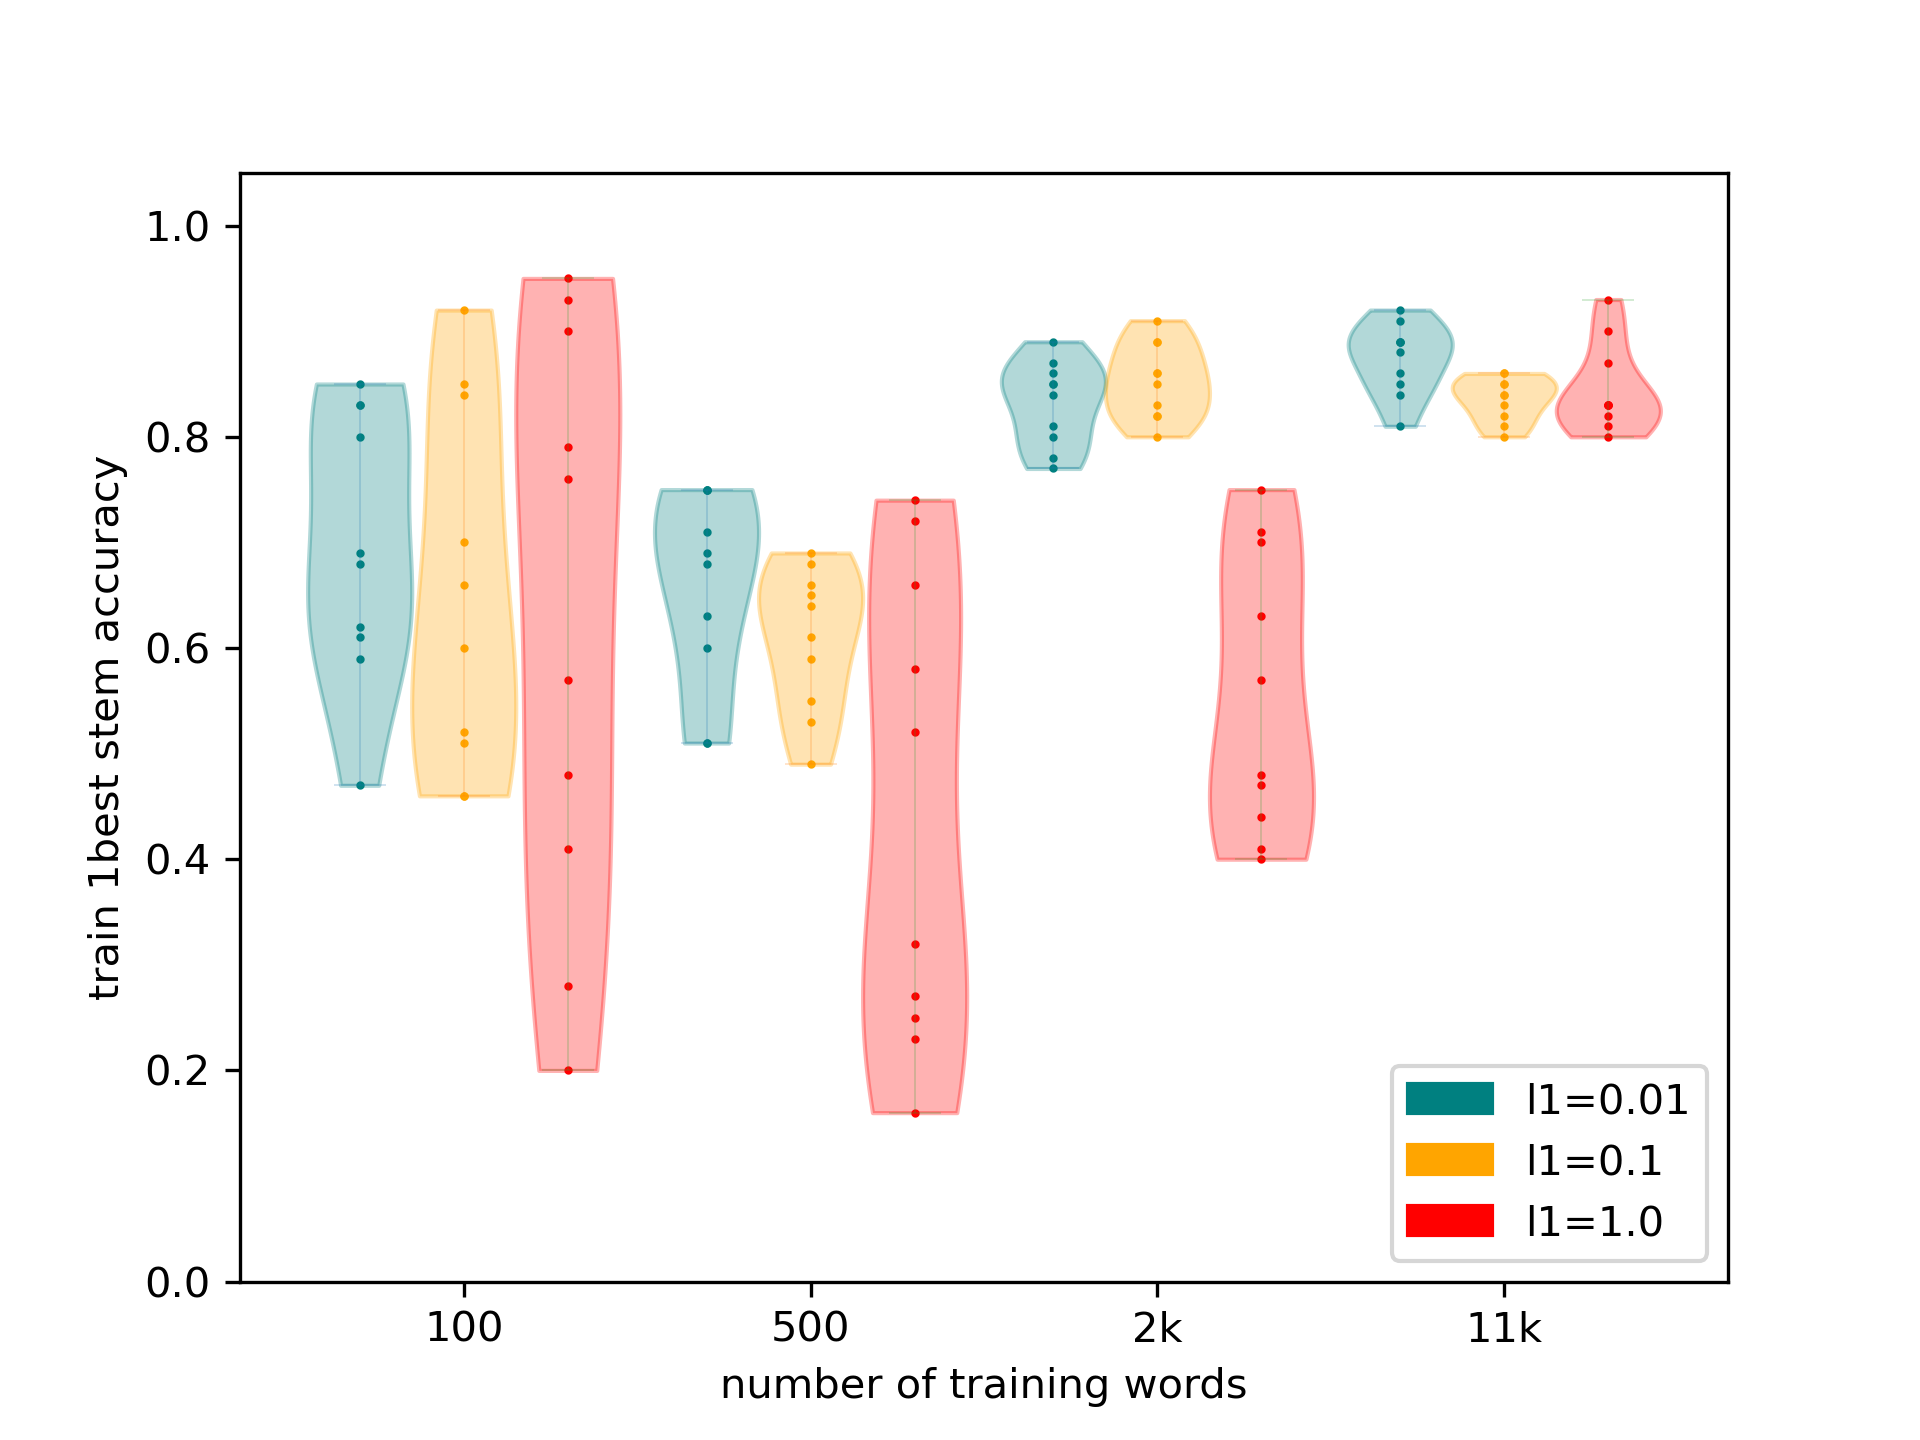 1.0
0.8
0.6
0.4
0.2
0.0
train 1best stem accuracy
100 500 2k 11k
number of training words
l1=0.01
l1=0.1
l1=1.0